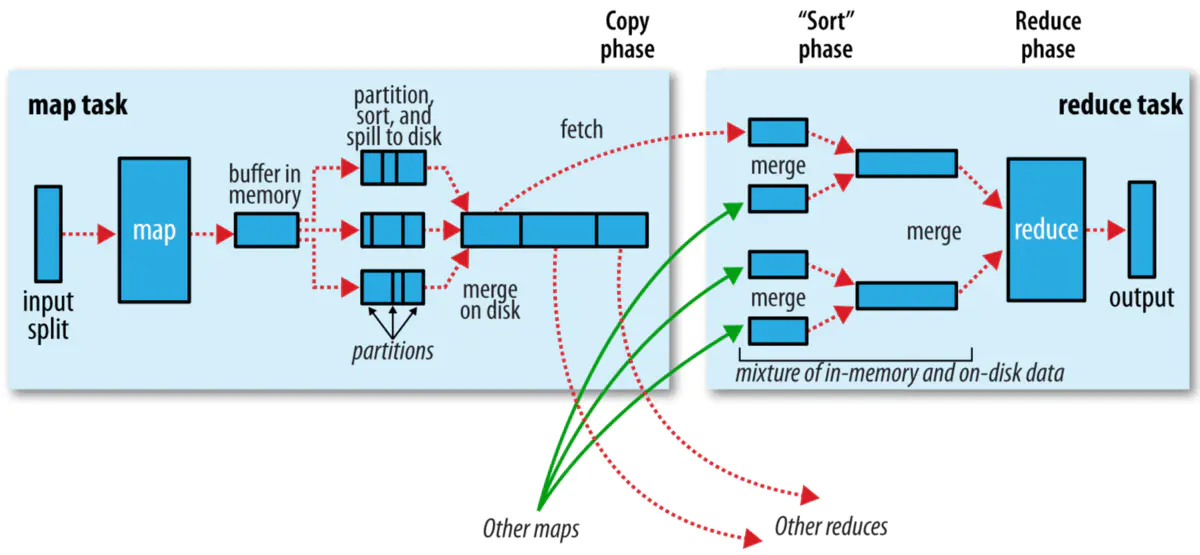 Copy
phase
“Sort”
phase
Reduce
phase
map task
partition,
sort, and
spill to disk
fetch
reduce task
buffer in
memory
merge
map
merge
reduce
input
split
merge
on disk
merge
output
partitions
mixture of in-memory and on-disk data
Other maps
Other reduces